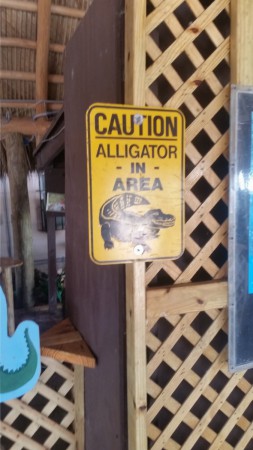 CAUTION
ALLIGATOR
- IN -
AREA